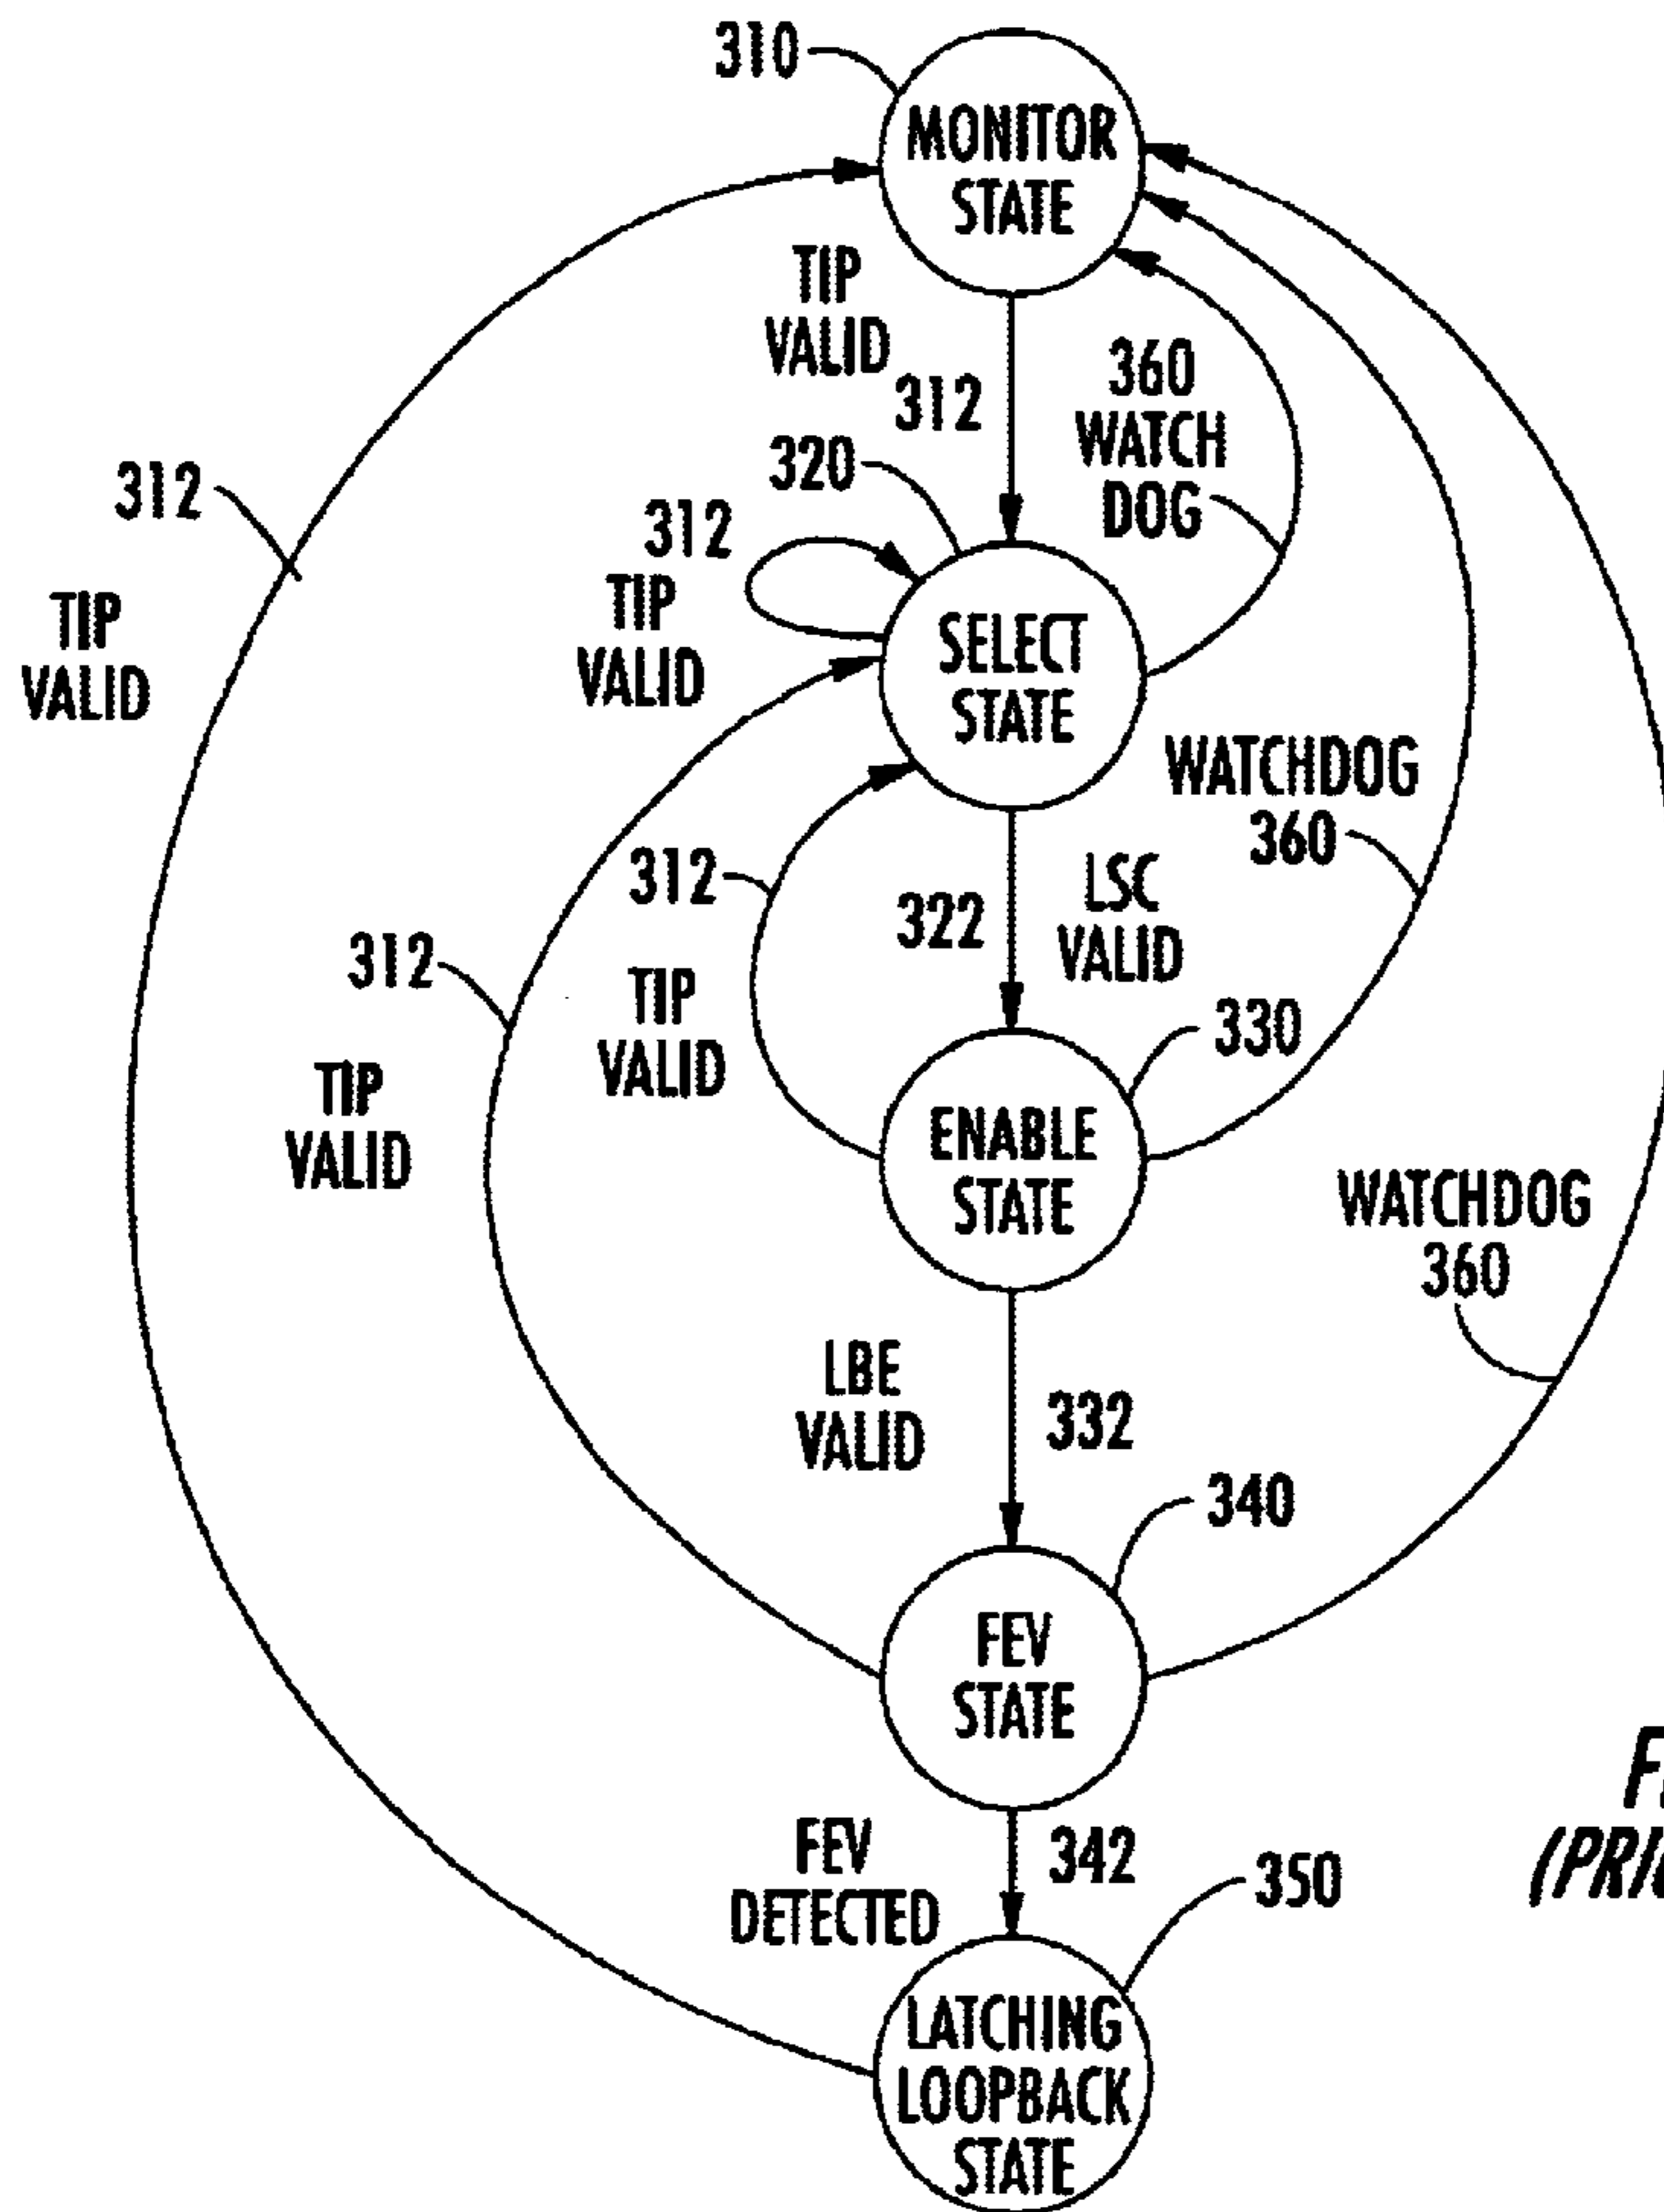 310
MONITOR
STATE
TIP
VALID
312
360
WATCH
DOG
320
312
TIP
VALID
312
TIP
VALID
SELECT
STATE
WATCHDOG
360
312
TIP
VALID
322
LSC
VALID
312
TIP
VALID
330
ENABLE
STATE
WATCHDOG
360
LBE
VALID
332
340
FEV
STATE
FEV
DETECTED
342
350
LATCHING
LOOPBACK
STATE